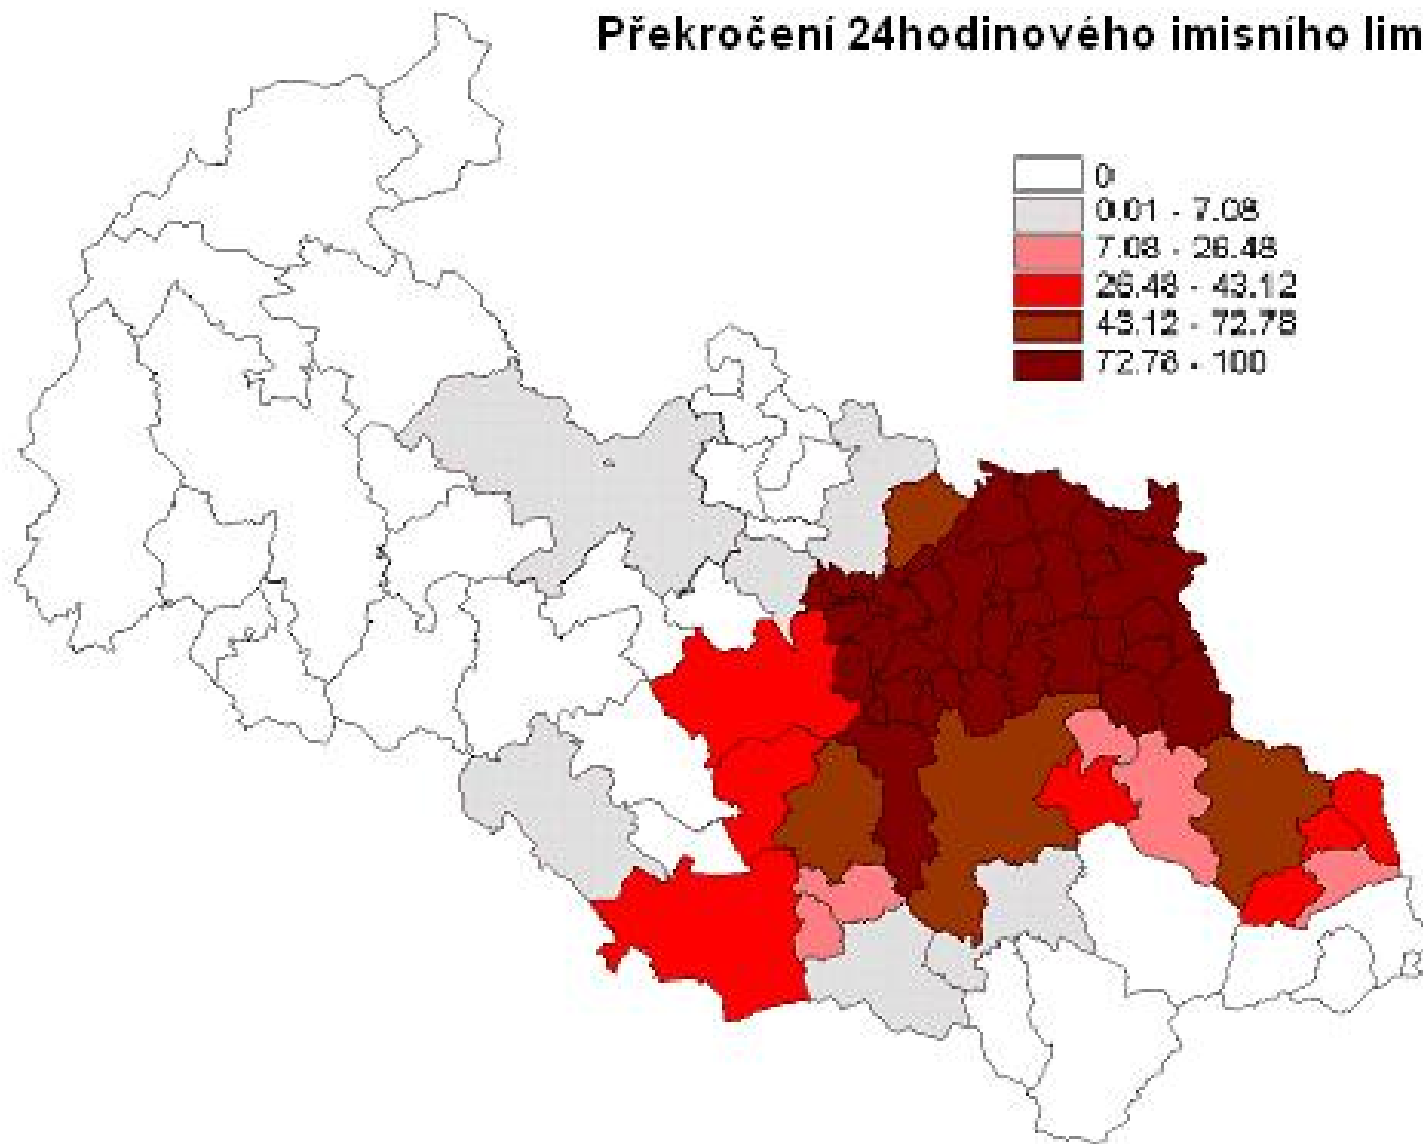 Překročení 24hodinového imisního lim
0
0.01 - 7.08
7.08 - 26.48
26.48 - 43.12
43.12 - 72.78
72.78 - 100